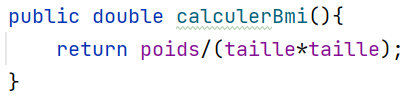 public double calculerBmi(){
    return poids/(taille*taille);
}